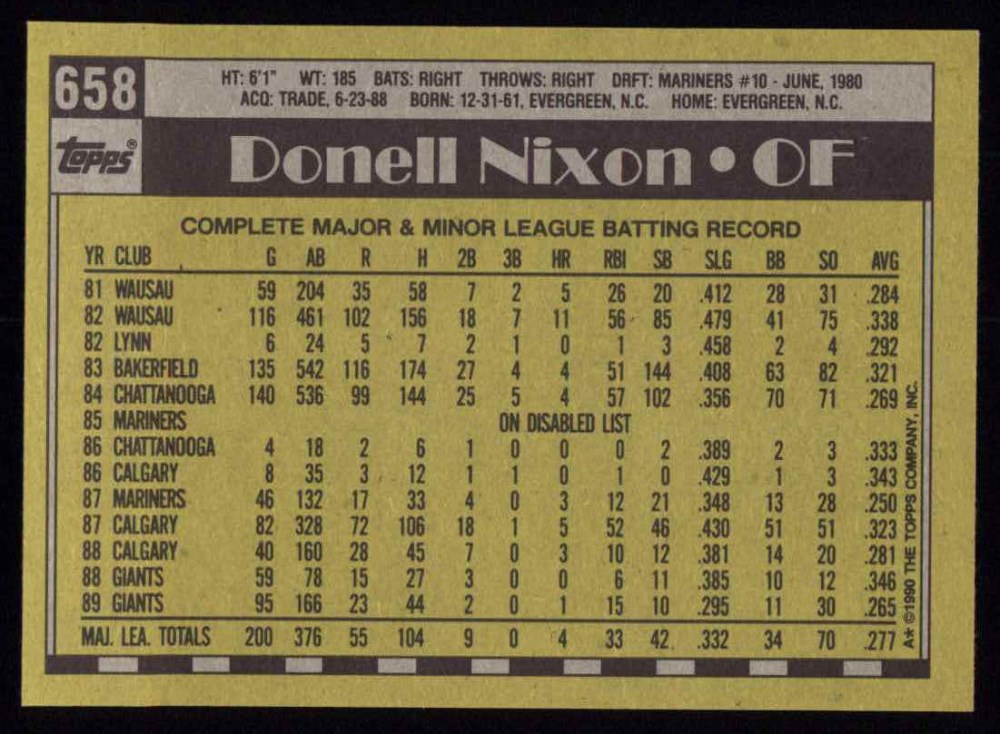 658
HT: 6'1" WT: 185 BATS: RIGHT THROWS: RIGHT DRFT: MARINERS #10 - JUNE, 1980
ACQ: TRADE, 6-23-88 BORN: 12-31-61, EVERGREEN, N.C. HOME: EVERGREEN, N.C.
topps®
Donell Nixon • OF
COMPLETE MAJOR & MINOR LEAGUE BATTING RECORD
YR CLUB G AB R H 2B 3B HR RBI SB SLG BB SO AVG
81 WAUSAU 59 204 35 58 7 2 5 26 20 .412 28 31 .284
82 WAUSAU 116 461 102 156 18 7 11 56 85 .479 41 75 .338
82 LYNN 6 24 5 7 2 1 0 1 3 .458 2 4 .292
83 BAKERFIELD 135 542 116 174 27 4 4 51 144 .408 63 82 .321
84 CHATTANOOGA 140 536 99 144 25 5 4 57 102 .356 70 71 .269
85 MARINERS ON DISABLED LIST
86 CHATTANOOGA 4 18 2 6 1 0 0 0 2 .389 2 3 .333
86 CALGARY 8 35 3 12 1 1 0 1 0 .429 1 3 .343
87 MARINERS 46 132 17 33 4 0 3 12 21 .348 13 28 .250
87 CALGARY 82 328 72 106 18 1 5 52 46 .430 51 51 .323
88 CALGARY 40 160 28 45 7 0 3 10 12 .381 14 20 .281
88 GIANTS 59 78 15 27 3 0 0 6 11 .385 10 12 .346
89 GIANTS 95 166 23 44 2 0 1 15 10 .295 11 30 .265
MAJ. LEA. TOTALS 200 376 55 104 9 0 4 33 42 .332 34 70 .277
A* ©1990 THE TOPPS COMPANY, INC.